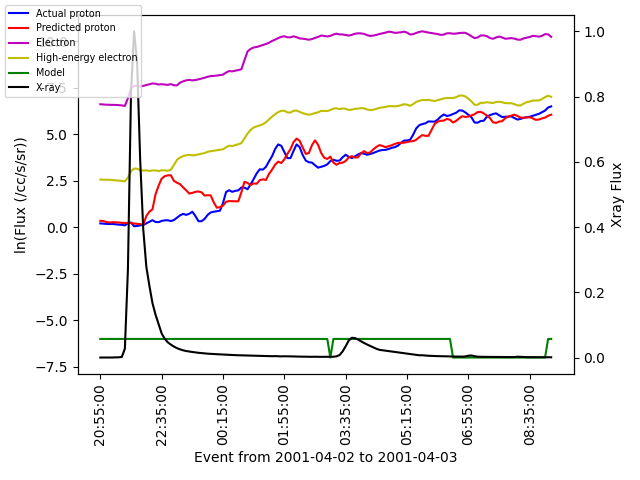 Actual proton
Predicted proton
Electron
High-energy electron
Model
X-ray
5.0
2.5
0.0
−2.5
−5.0
−7.5
ln(Flux (/cc/s/sr))
1.0
0.8
0.6
0.4
0.2
0.0
Xray Flux
20:55:00
22:35:00
00:15:00
01:55:00
03:35:00
05:15:00
06:55:00
08:35:00
Event from 2001-04-02 to 2001-04-03